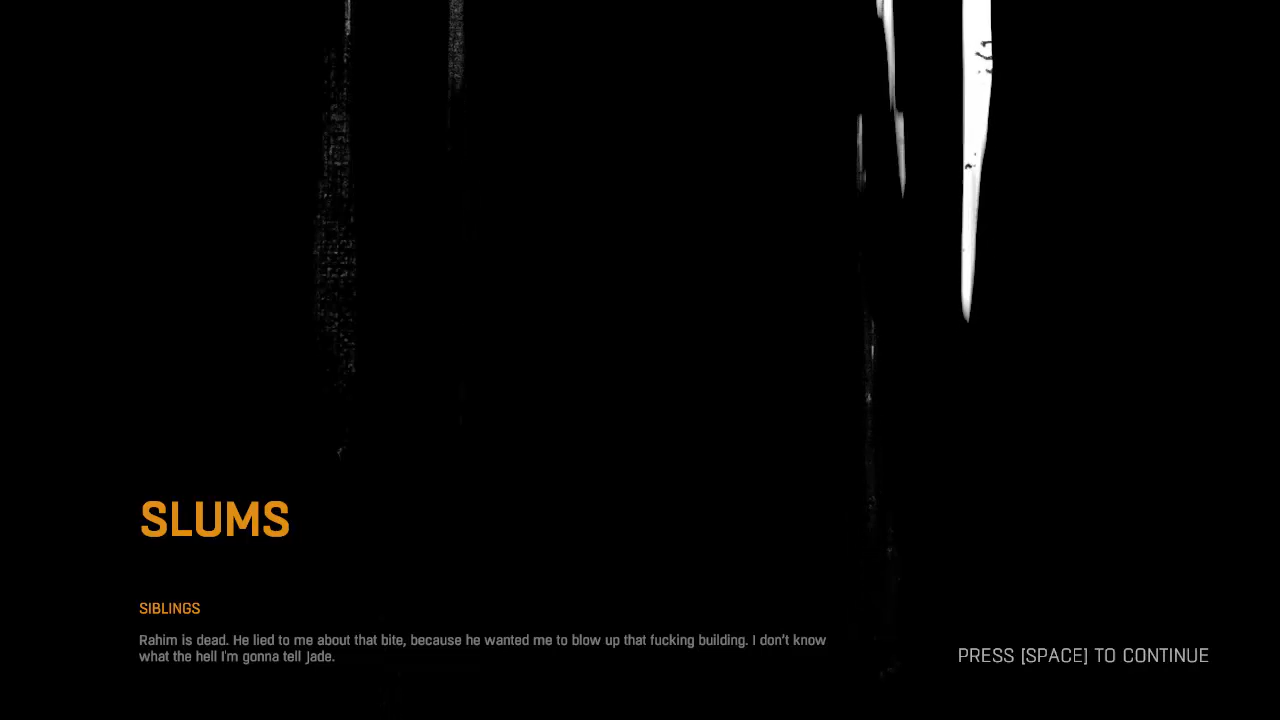 SLUMS
SIBLINGS
Rahim is dead. He lied to me about that bite, because he wanted me to blow up that fucking building. I don't know
what the hell I'm gonna tell Jade.
PRESS [SPACE] TO CONTINUE